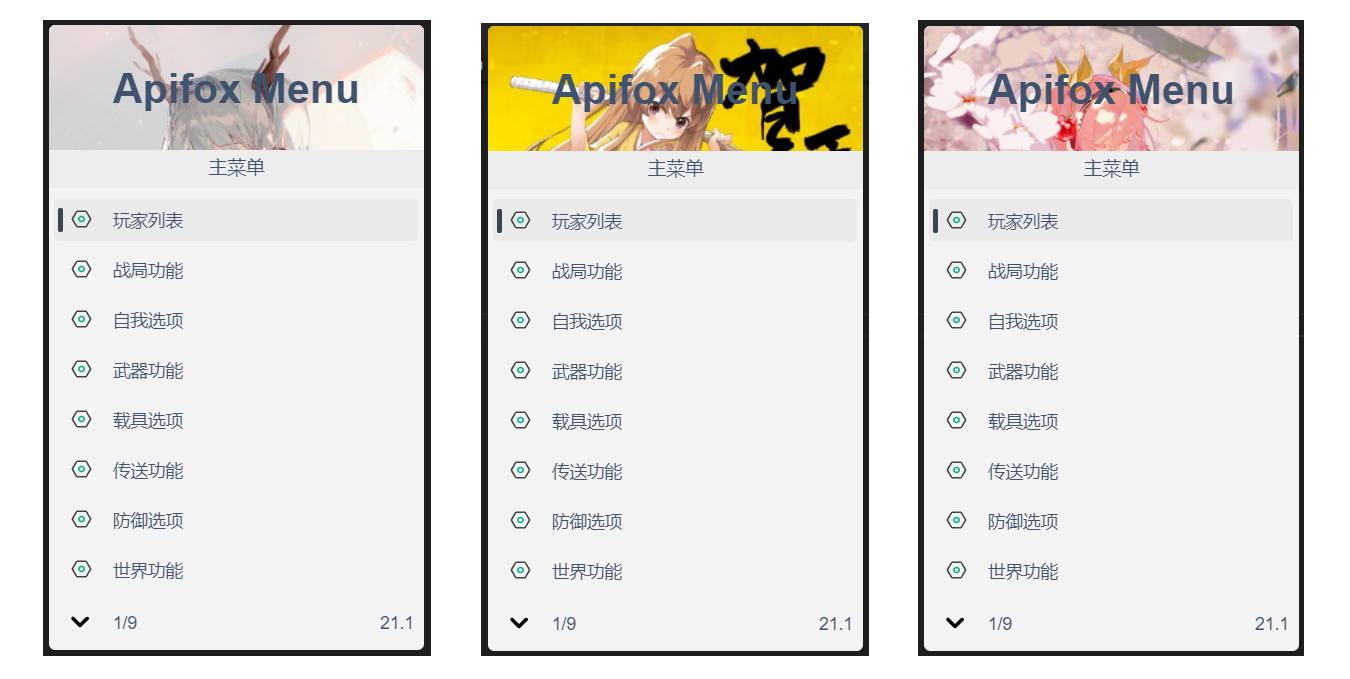 Apifox Menu
主菜单
玩家列表
战局功能
自我选项
武器功能
载具选项
传送功能
防御选项
世界功能
1/9 21.1
Apifox Menu
賀
主菜单
玩家列表
战局功能
自我选项
武器功能
载具选项
传送功能
防御选项
世界功能
1/9 21.1
Apifox Menu
主菜单
玩家列表
战局功能
自我选项
武器功能
载具选项
传送功能
防御选项
世界功能
1/9 21.1